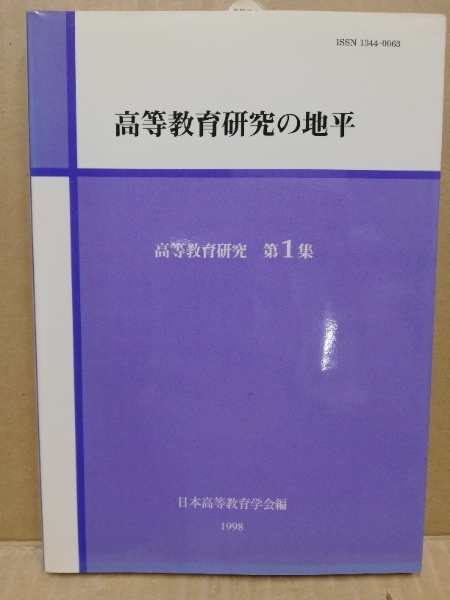 ISSN 1344-0063
高等教育研究の地平
高等教育研究 第1集
日本高等教育学会編
1998